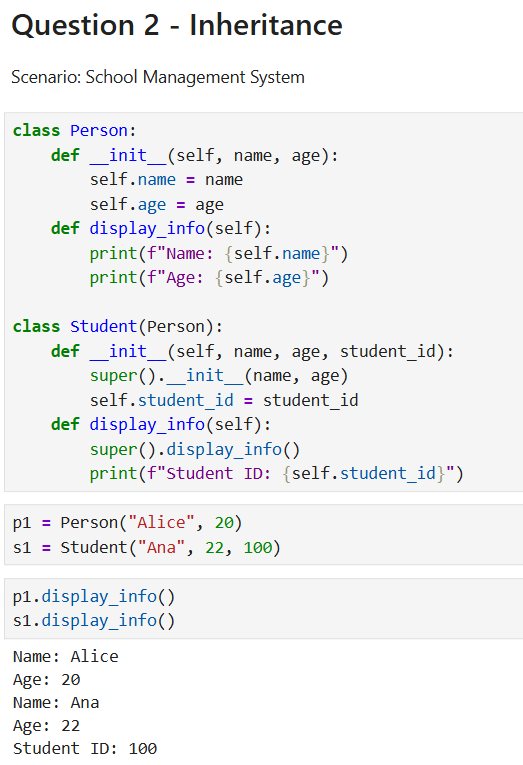 Question 2 - Inheritance
Scenario: School Management System
class Person:
    def __init__(self, name, age):
        self.name = name
        self.age = age
    def display_info(self):
        print(f"Name: {self.name}")
        print(f"Age: {self.age}")

class Student(Person):
    def __init__(self, name, age, student_id):
        super().__init__(name, age)
        self.student_id = student_id
    def display_info(self):
        super().display_info()
        print(f"Student ID: {self.student_id}")
p1 = Person("Alice", 20)
s1 = Student("Ana", 22, 100)
p1.display_info()
s1.display_info()
Name: Alice
Age: 20
Name: Ana
Age: 22
Student ID: 100